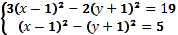 3(x − 1)² − 2(y + 1)² = 19
(x − 1)² − (y + 1)² = 5